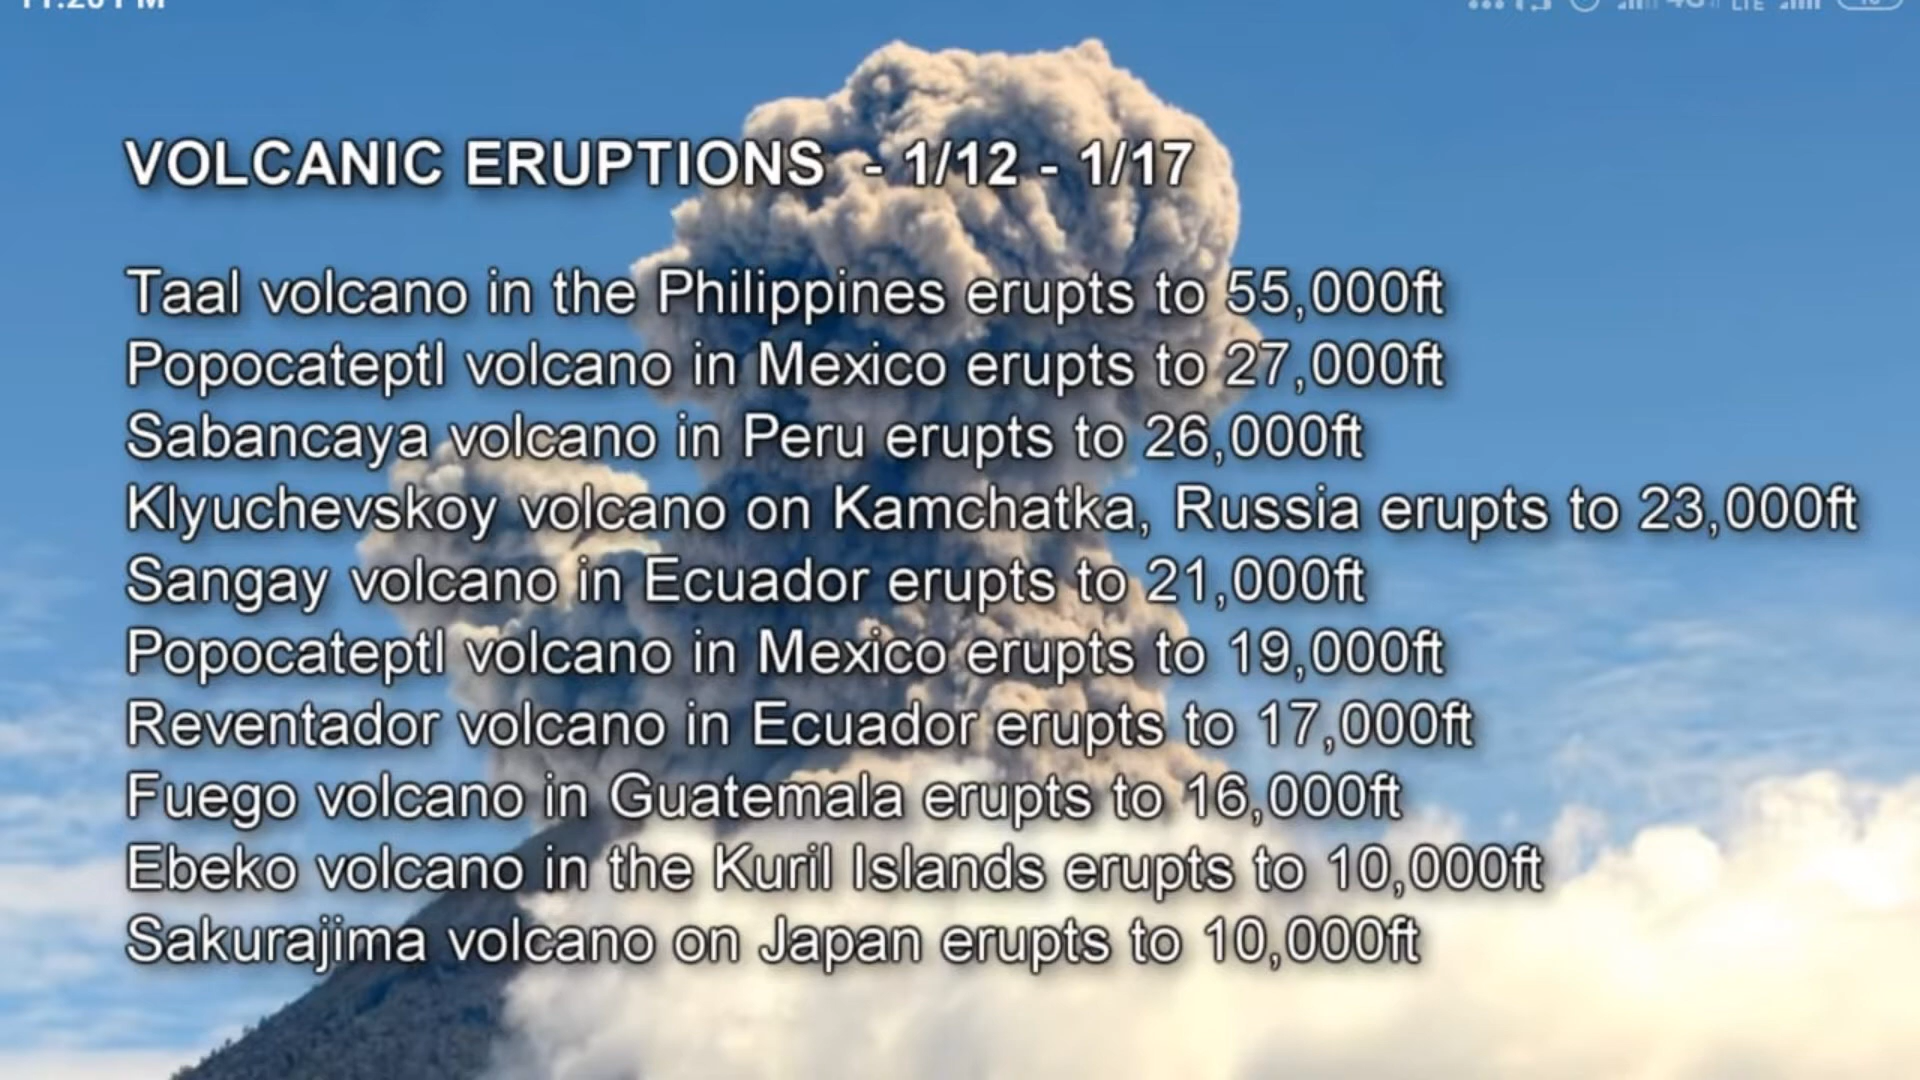 VOLCANIC ERUPTIONS - 1/12 - 1/17
Taal volcano in the Philippines erupts to 55,000ft
Popocateptl volcano in Mexico erupts to 27,000ft
Sabancaya volcano in Peru erupts to 26,000ft
Klyuchevskoy volcano on Kamchatka, Russia erupts to 23,000ft
Sangay volcano in Ecuador erupts to 21,000ft
Popocateptl volcano in Mexico erupts to 19,000ft
Reventador volcano in Ecuador erupts to 17,000ft
Fuego volcano in Guatemala erupts to 16,000ft
Ebeko volcano in the Kuril Islands erupts to 10,000ft
Sakurajima volcano on Japan erupts to 10,000ft